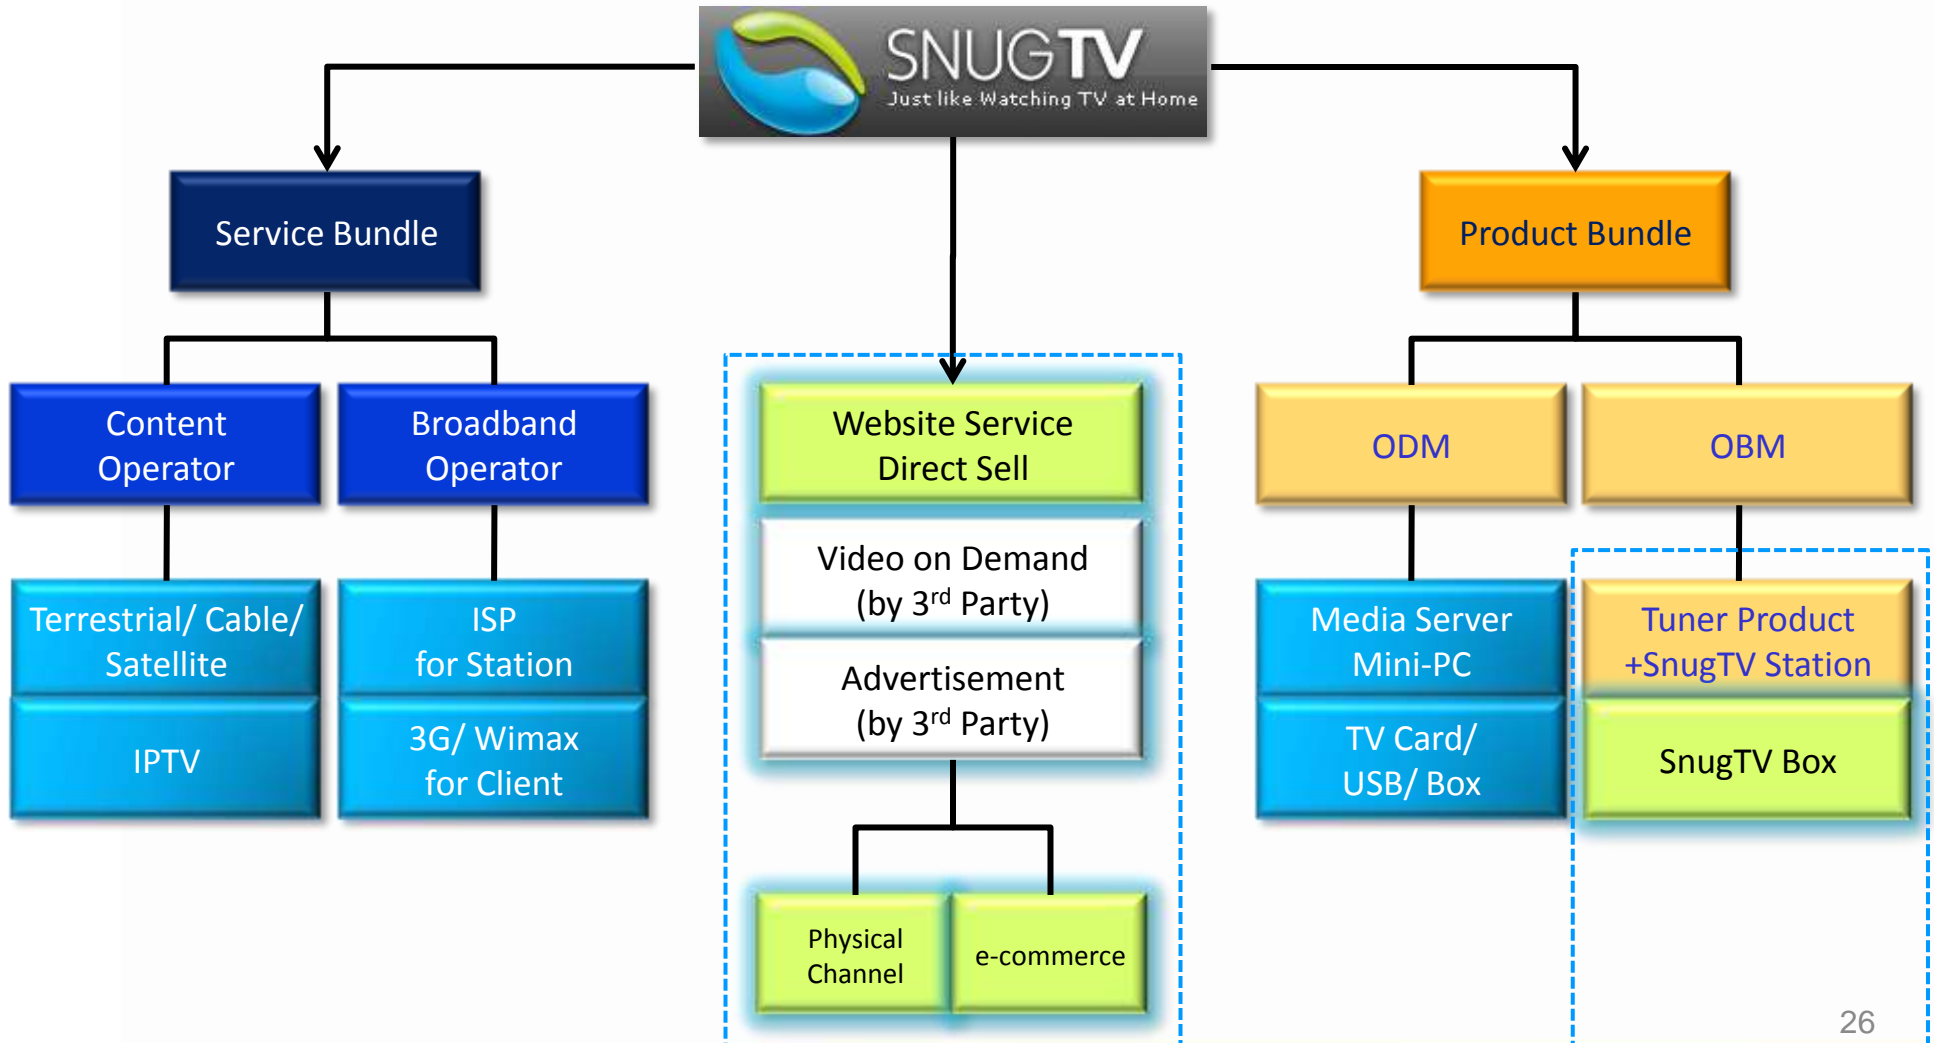 SNUGTV
Just like Watching TV at Home
Service Bundle
Product Bundle
Content
Operator
Broadband
Operator
Website Service
Direct Sell
ODM
OBM
Video on Demand
(by 3rd Party)
Terrestrial/ Cable/
Satellite
ISP
for Station
Advertisement
(by 3rd Party)
Media Server
Mini-PC
Tuner Product
+SnugTV Station
IPTV
3G/ Wimax
for Client
TV Card/
USB/ Box
SnugTV Box
Physical
Channel
e-commerce
26